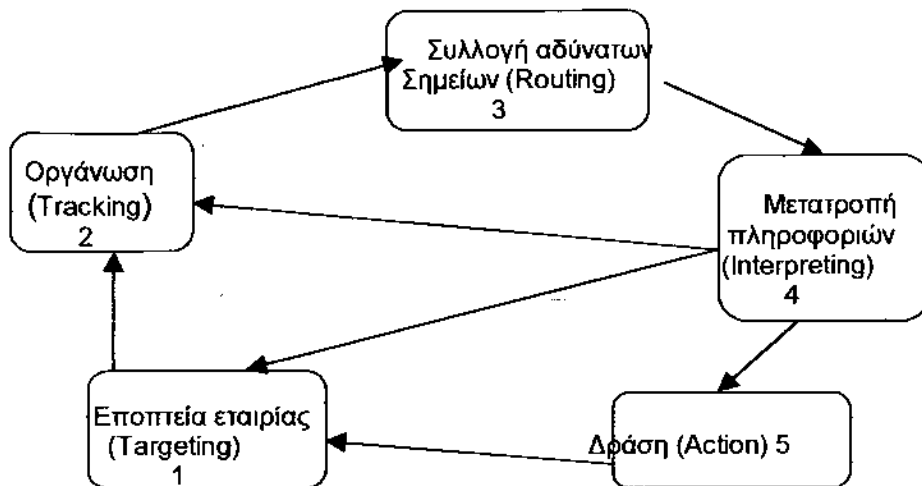 Συλλογή αδύνατων
Σημείων (Routing)
3
Οργάνωση
(Tracking)
2
Μετατροπή
πληροφοριών
(Interpreting)
4
Εποπτεία εταιρίας
(Targeting)
1
Δράση (Action) 5